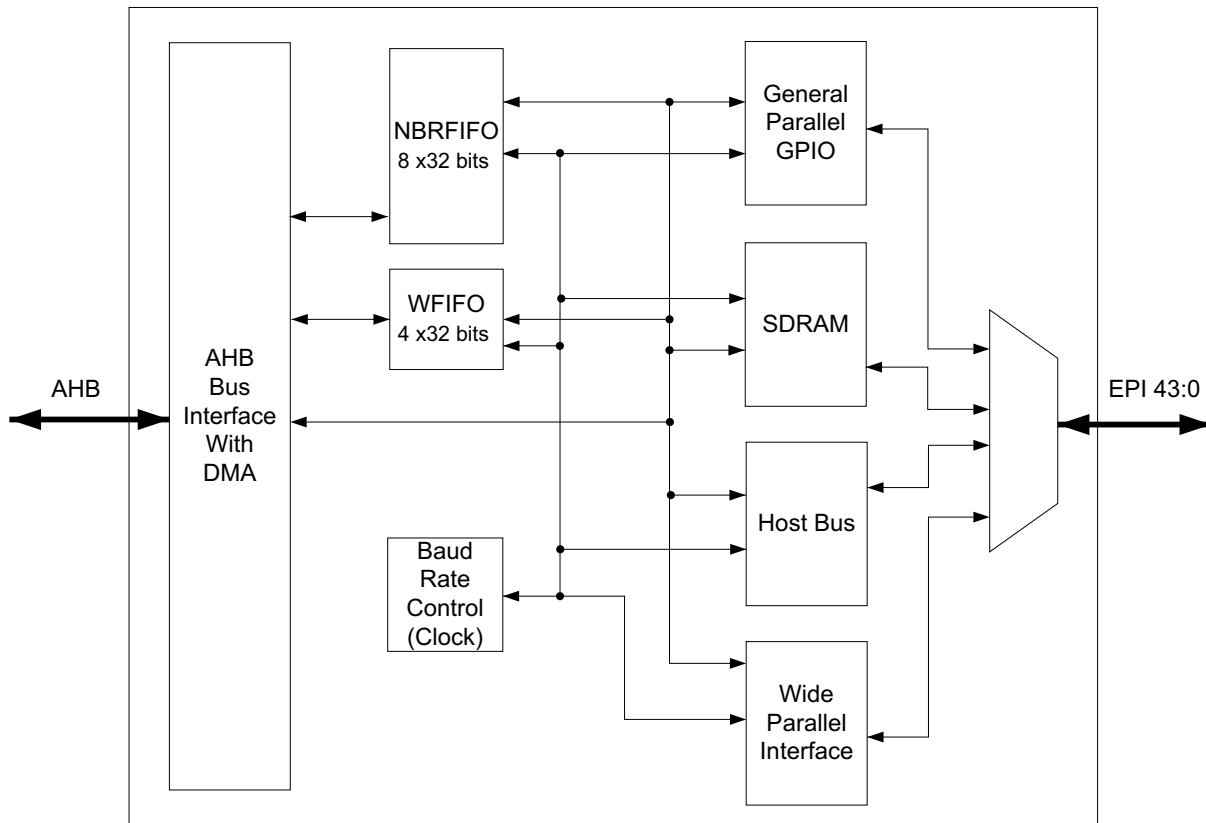 AHB
AHB
Bus
Interface
With
DMA
NBRFIFO
8 x32 bits
WFIFO
4 x32 bits
Baud
Rate
Control
(Clock)
General
Parallel
GPIO
SDRAM
Host Bus
Wide
Parallel
Interface
EPI 43:0